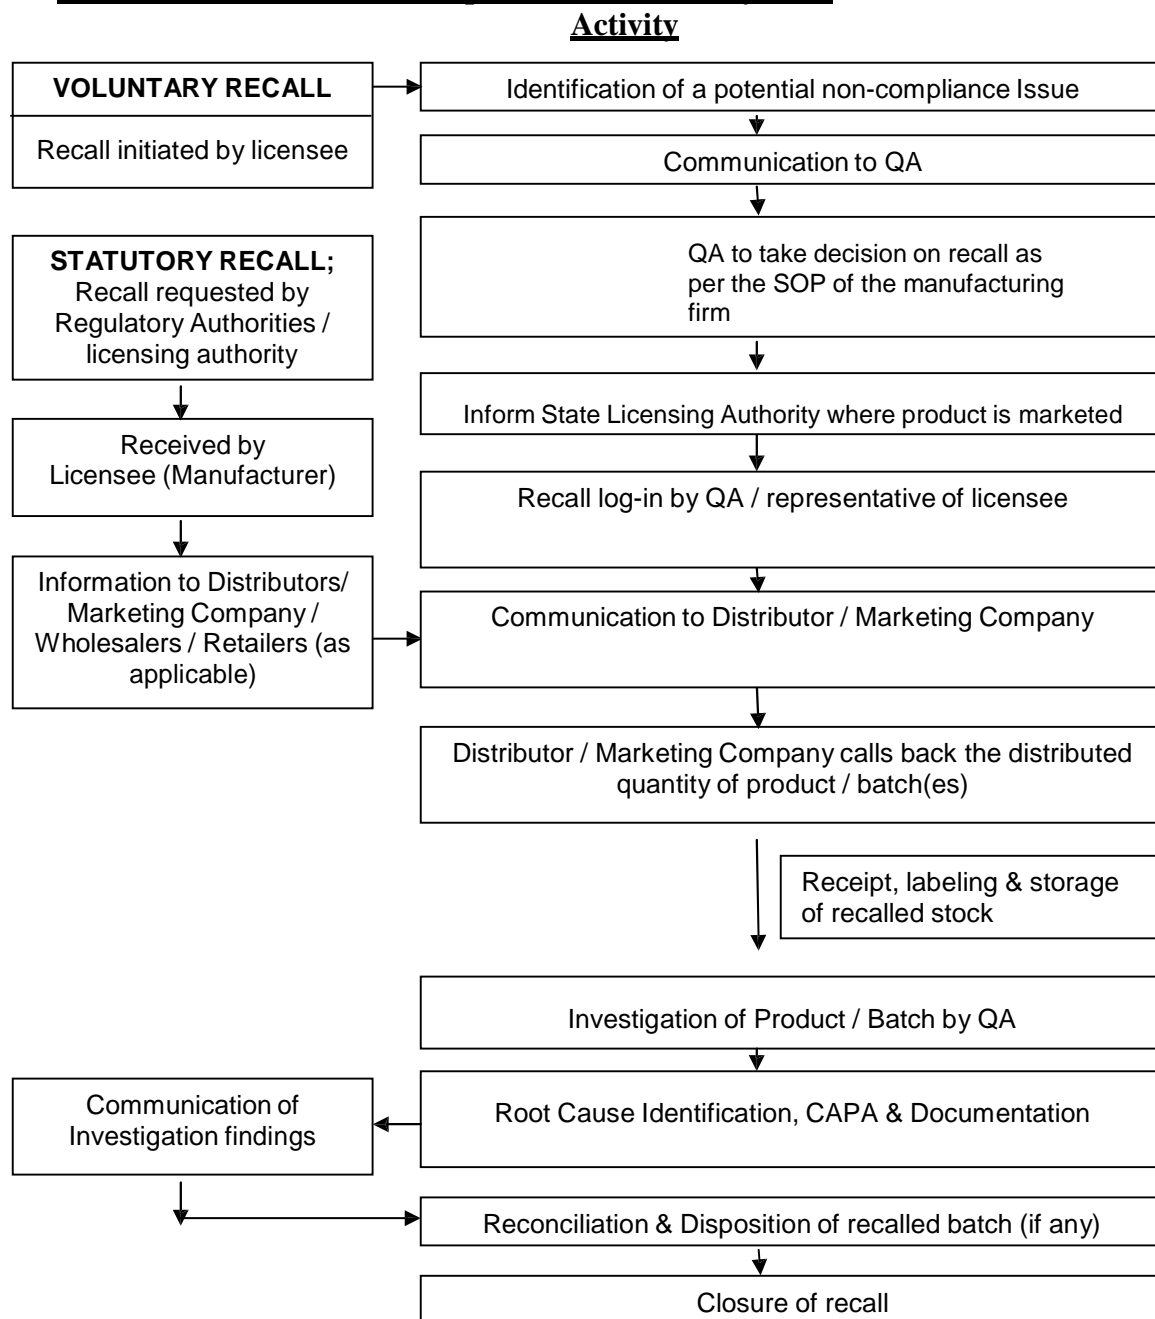 Activity
VOLUNTARY RECALL
Recall initiated by licensee
Identification of a potential non-compliance Issue
Communication to QA
QA to take decision on recall as
per the SOP of the manufacturing
firm
STATUTORY RECALL;
Recall requested by
Regulatory Authorities /
licensing authority
Inform State Licensing Authority where product is marketed
Received by
Licensee (Manufacturer)
Recall log-in by QA / representative of licensee
Information to Distributors/
Marketing Company /
Wholesalers / Retailers (as
applicable)
Communication to Distributor / Marketing Company
Distributor / Marketing Company calls back the distributed
quantity of product / batch(es)
Receipt, labeling & storage
of recalled stock
Investigation of Product / Batch by QA
Root Cause Identification, CAPA & Documentation
Communication of
Investigation findings
Reconciliation & Disposition of recalled batch (if any)
Closure of recall